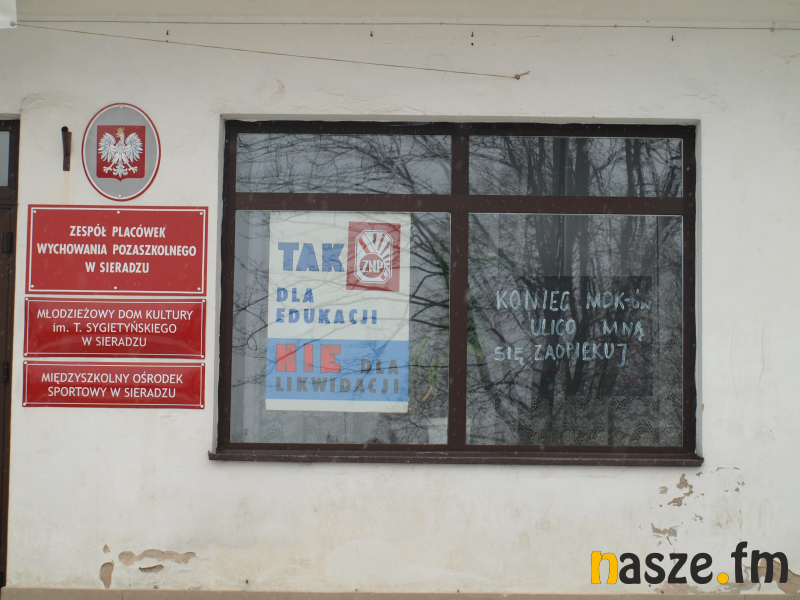 ZESPÓŁ PLACÓWEK
WYCHOWANIA POZASZKOLNEGO
W SIERADZU
MŁODZIEŻOWY DOM KULTURY
im. T. SYGIETYŃSKIEGO
W SIERADZU
MIĘDZYSZKOLNY OŚRODEK
SPORTOWY W SIERADZU
TAK
ZNP
DLA
EDUKACJI
NIE DLA
LIKWIDACJI
KONIEC MDK-ÓW
ULICO MNĄ
SIĘ ZAOPIEKUJ
nasze.fm